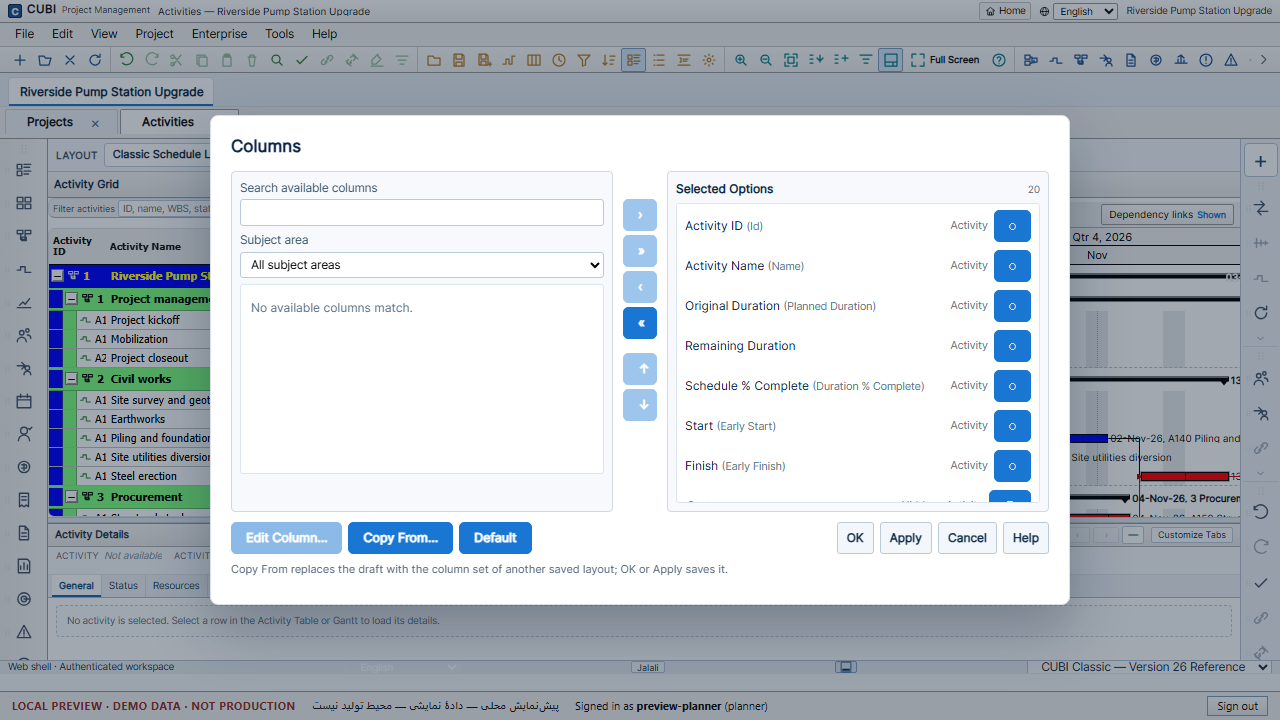 CUBI Project Management Activities — Riverside Pump Station Upgrade
Home English Riverside Pump Station Upgrade
File Edit View Project Enterprise Tools Help
Full Screen
Riverside Pump Station Upgrade
Projects × Activities
LAYOUT Classic Schedule L
Activity Grid
Filter activities ID, name, WBS, stat
Dependency links Shown
Activity ID Activity Name
Qtr 4, 2026
Nov
1 Riverside Pump S
1 Project managem
A1 Project kickoff
A1 Mobilization
A2 Project closeout
2 Civil works
A1 Site survey and geot
A1 Earthworks
A1 Piling and foundation
A1 Site utilities diversion
A1 Steel erection
3 Procurement
02-Nov-26, A140 Piling and
Site utilities diversion
04-Nov-26, 3 Procurem
Columns
Search available columns
Subject area
All subject areas
No available columns match.
› » ‹ «
Selected Options 20
Activity ID (Id) Activity
Activity Name (Name) Activity
Original Duration (Planned Duration) Activity
Remaining Duration Activity
Schedule % Complete (Duration % Complete) Activity
Start (Early Start) Activity
Finish (Early Finish) Activity
Edit Column... Copy From... Default
OK Apply Cancel Help
Copy From replaces the draft with the column set of another saved layout; OK or Apply saves it.
Activity Details
Customize Tabs
ACTIVITY Not available ACTIVIT
General Status Resources
No activity is selected. Select a row in the Activity Table or Gantt to load its details.
Web shell · Authenticated workspace English Jalali CUBI Classic — Version 26 Reference
LOCAL PREVIEW · DEMO DATA · NOT PRODUCTION پیش‌نمایش محلی — دادهٔ نمایشی — محیط تولید نیست Signed in as preview-planner (planner) Sign out